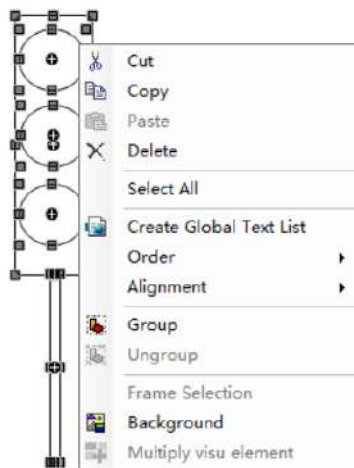 Cut
Copy
Paste
Delete
Select All
Create Global Text List
Order
Alignment
Group
Ungroup
Frame Selection
Background
Multiply visu element